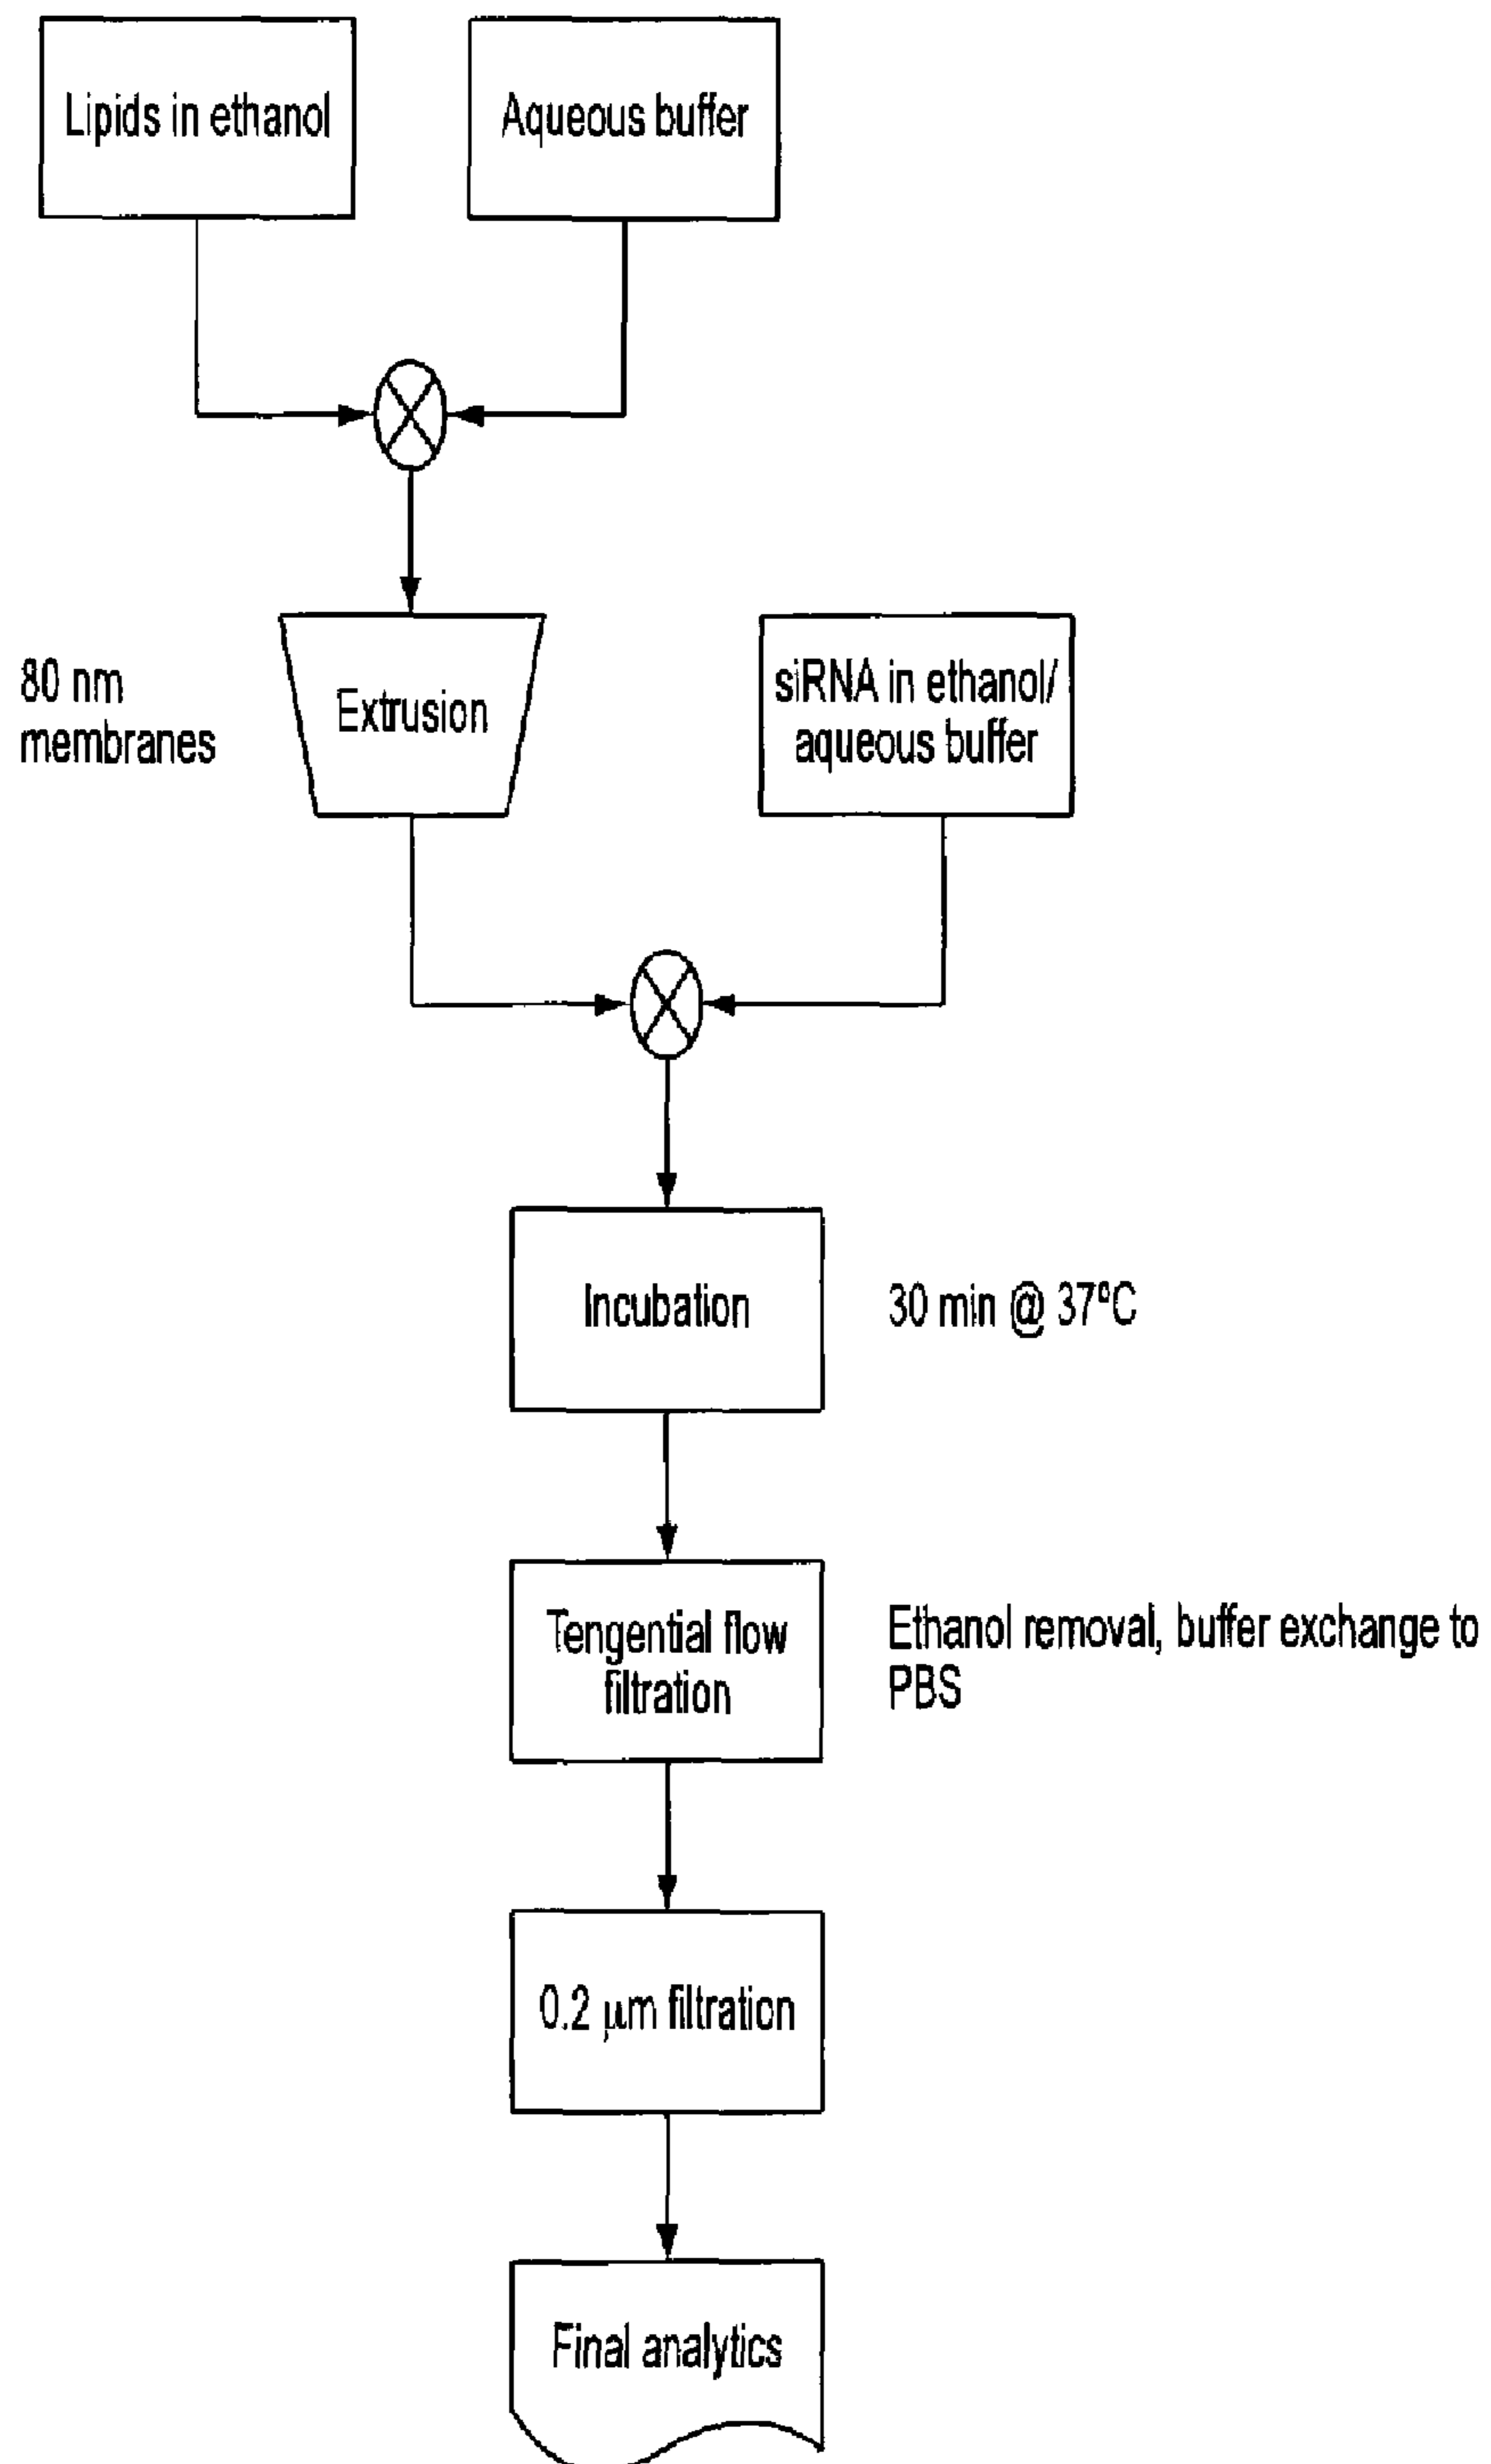 Lipids in ethanol
Aqueous buffer
80 nm
membranes
Extrusion
siRNA in ethanol/
aqueous buffer
Incubation
30 min @ 37ºC
Tengential flow
filtration
Ethanol removal, buffer exchange to
PBS
0.2 μm filtration
Final analytics